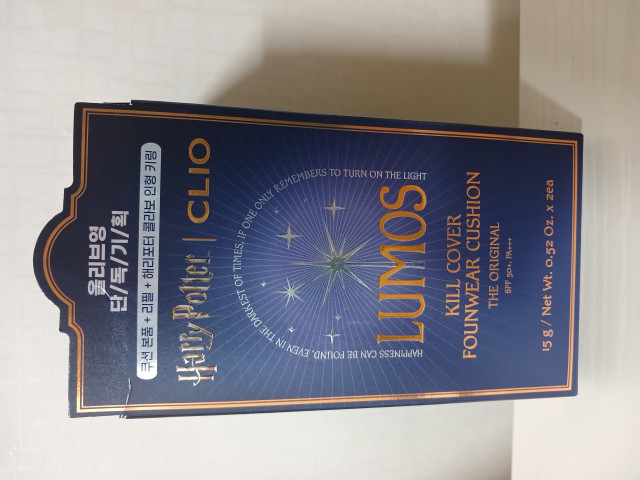 올리브영
단/독/기/획
쿠션 본품 + 리필 + 해리포터 폴라보 인형 키링
Harry Potter | CLIO
HAPPINESS CAN BE FOUND, EVEN IN THE DARKEST OF TIMES, IF ONE ONLY REMEMBERS TO TURN ON THE LIGHT
LUMOS
KILL COVER
FOUNWEAR CUSHION
THE ORIGINAL
SPF 50+, PA+++
15 g / Net Wt. 0.52 Oz. x 2ea